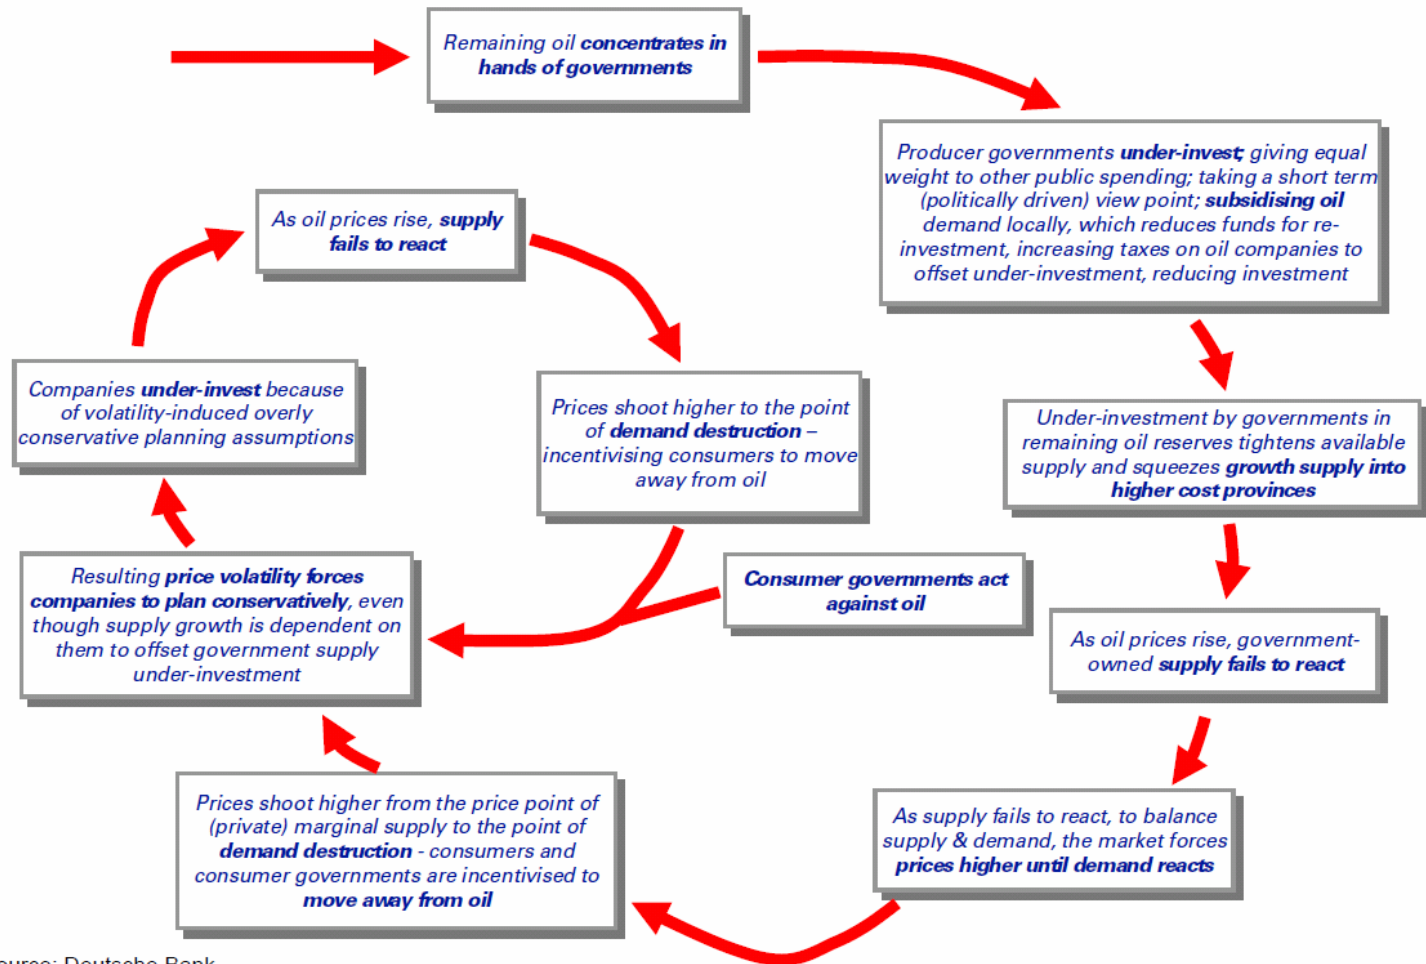 Remaining oil concentrates in
hands of governments
Producer governments under-invest; giving equal
weight to other public spending; taking a short term
(politically driven) view point; subsidising oil
demand locally, which reduces funds for re-
investment, increasing taxes on oil companies to
offset under-investment, reducing investment
Under-investment by governments in
remaining oil reserves tightens available
supply and squeezes growth supply into
higher cost provinces
As oil prices rise, government-
owned supply fails to react
As supply fails to react, to balance
supply & demand, the market forces
prices higher until demand reacts
Prices shoot higher from the price point of
(private) marginal supply to the point of
demand destruction - consumers and
consumer governments are incentivised to
move away from oil
Resulting price volatility forces
companies to plan conservatively, even
though supply growth is dependent on
them to offset government supply
under-investment
Companies under-invest because
of volatility-induced overly
conservative planning assumptions
As oil prices rise, supply
fails to react
Prices shoot higher to the point
of demand destruction –
incentivising consumers to move
away from oil
Consumer governments act
against oil
ource: Deutsche Bank